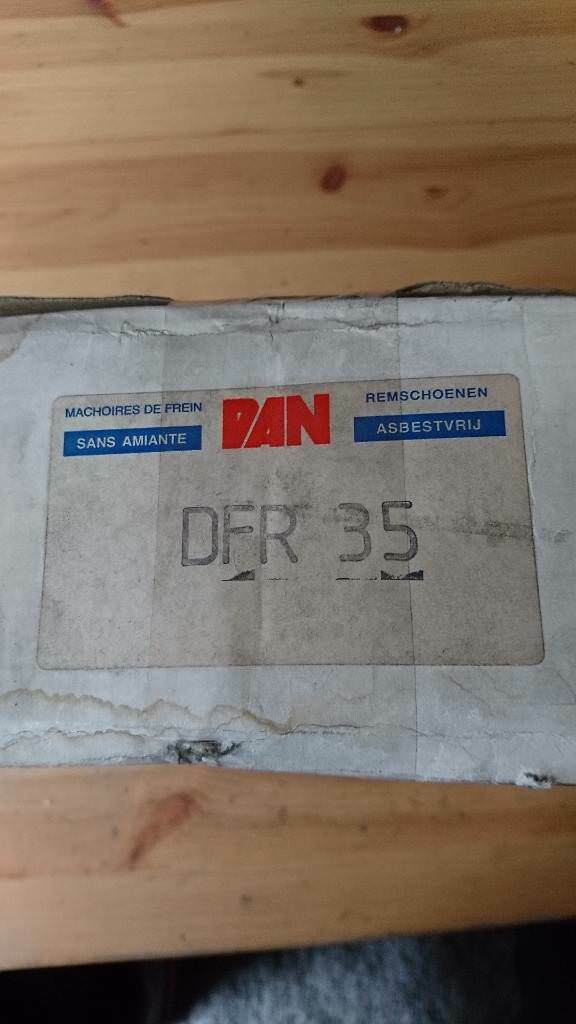 MACHOIRES DE FREIN
SANS AMIANTE
DAN
REMSCHOENEN
ASBESTVRIJ
DFR 35